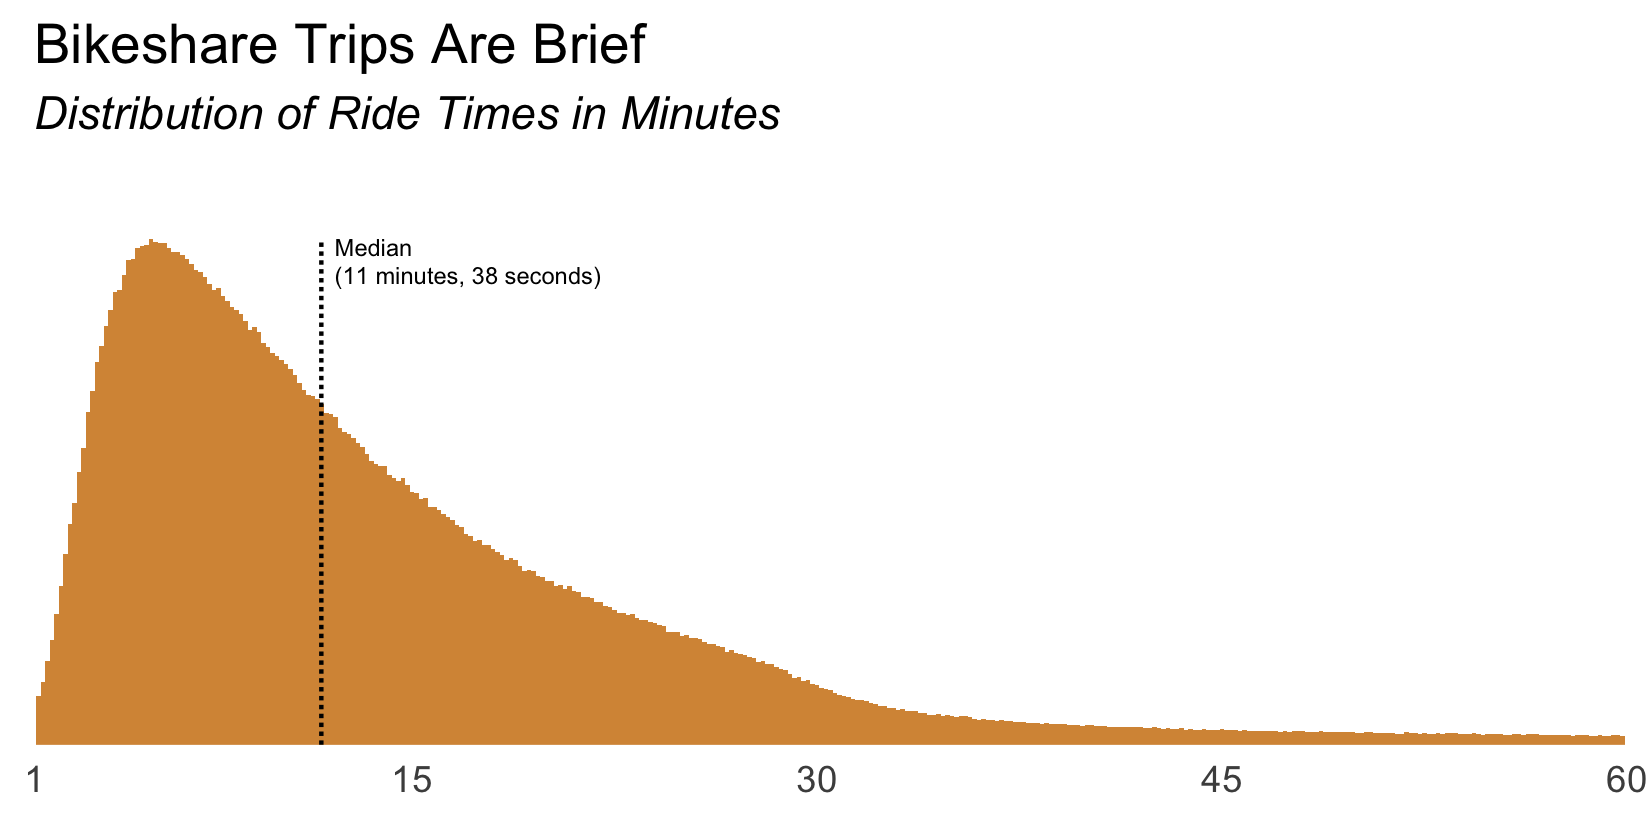 Bikeshare Trips Are Brief
Distribution of Ride Times in Minutes
Median
(11 minutes, 38 seconds)
1 15 30 45 60